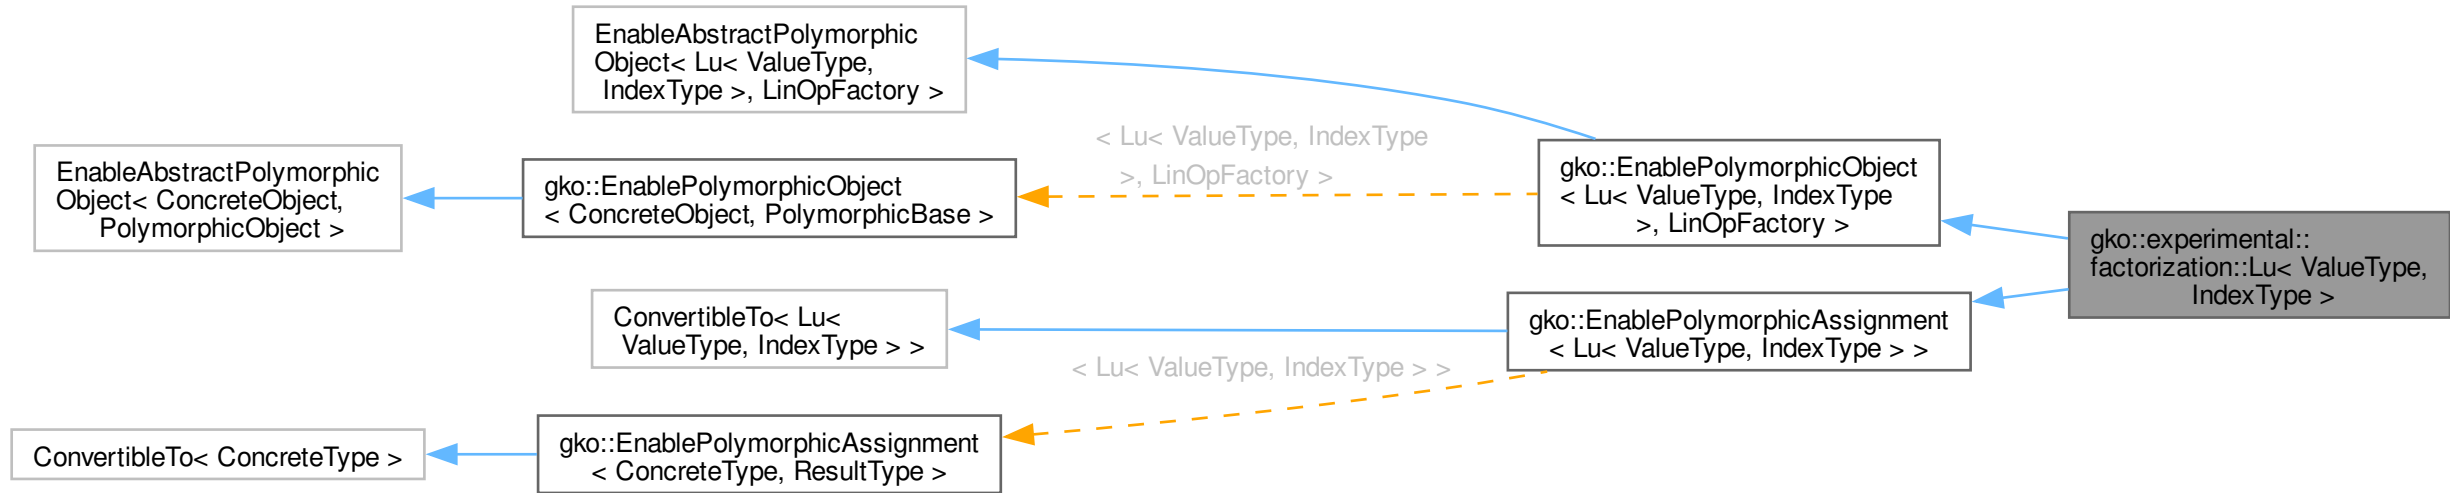 EnableAbstractPolymorphic
Object< Lu< ValueType,
IndexType >, LinOpFactory >
< Lu< ValueType, IndexType
>, LinOpFactory >
EnableAbstractPolymorphic
Object< ConcreteObject,
PolymorphicObject >
gko::EnablePolymorphicObject
< ConcreteObject, PolymorphicBase >
gko::EnablePolymorphicObject
< Lu< ValueType, IndexType
>, LinOpFactory >
gko::experimental::
factorization::Lu< ValueType,
IndexType >
ConvertibleTo< Lu<
ValueType, IndexType > >
gko::EnablePolymorphicAssignment
< Lu< ValueType, IndexType > >
< Lu< ValueType, IndexType > >
ConvertibleTo< ConcreteType >
gko::EnablePolymorphicAssignment
< ConcreteType, ResultType >